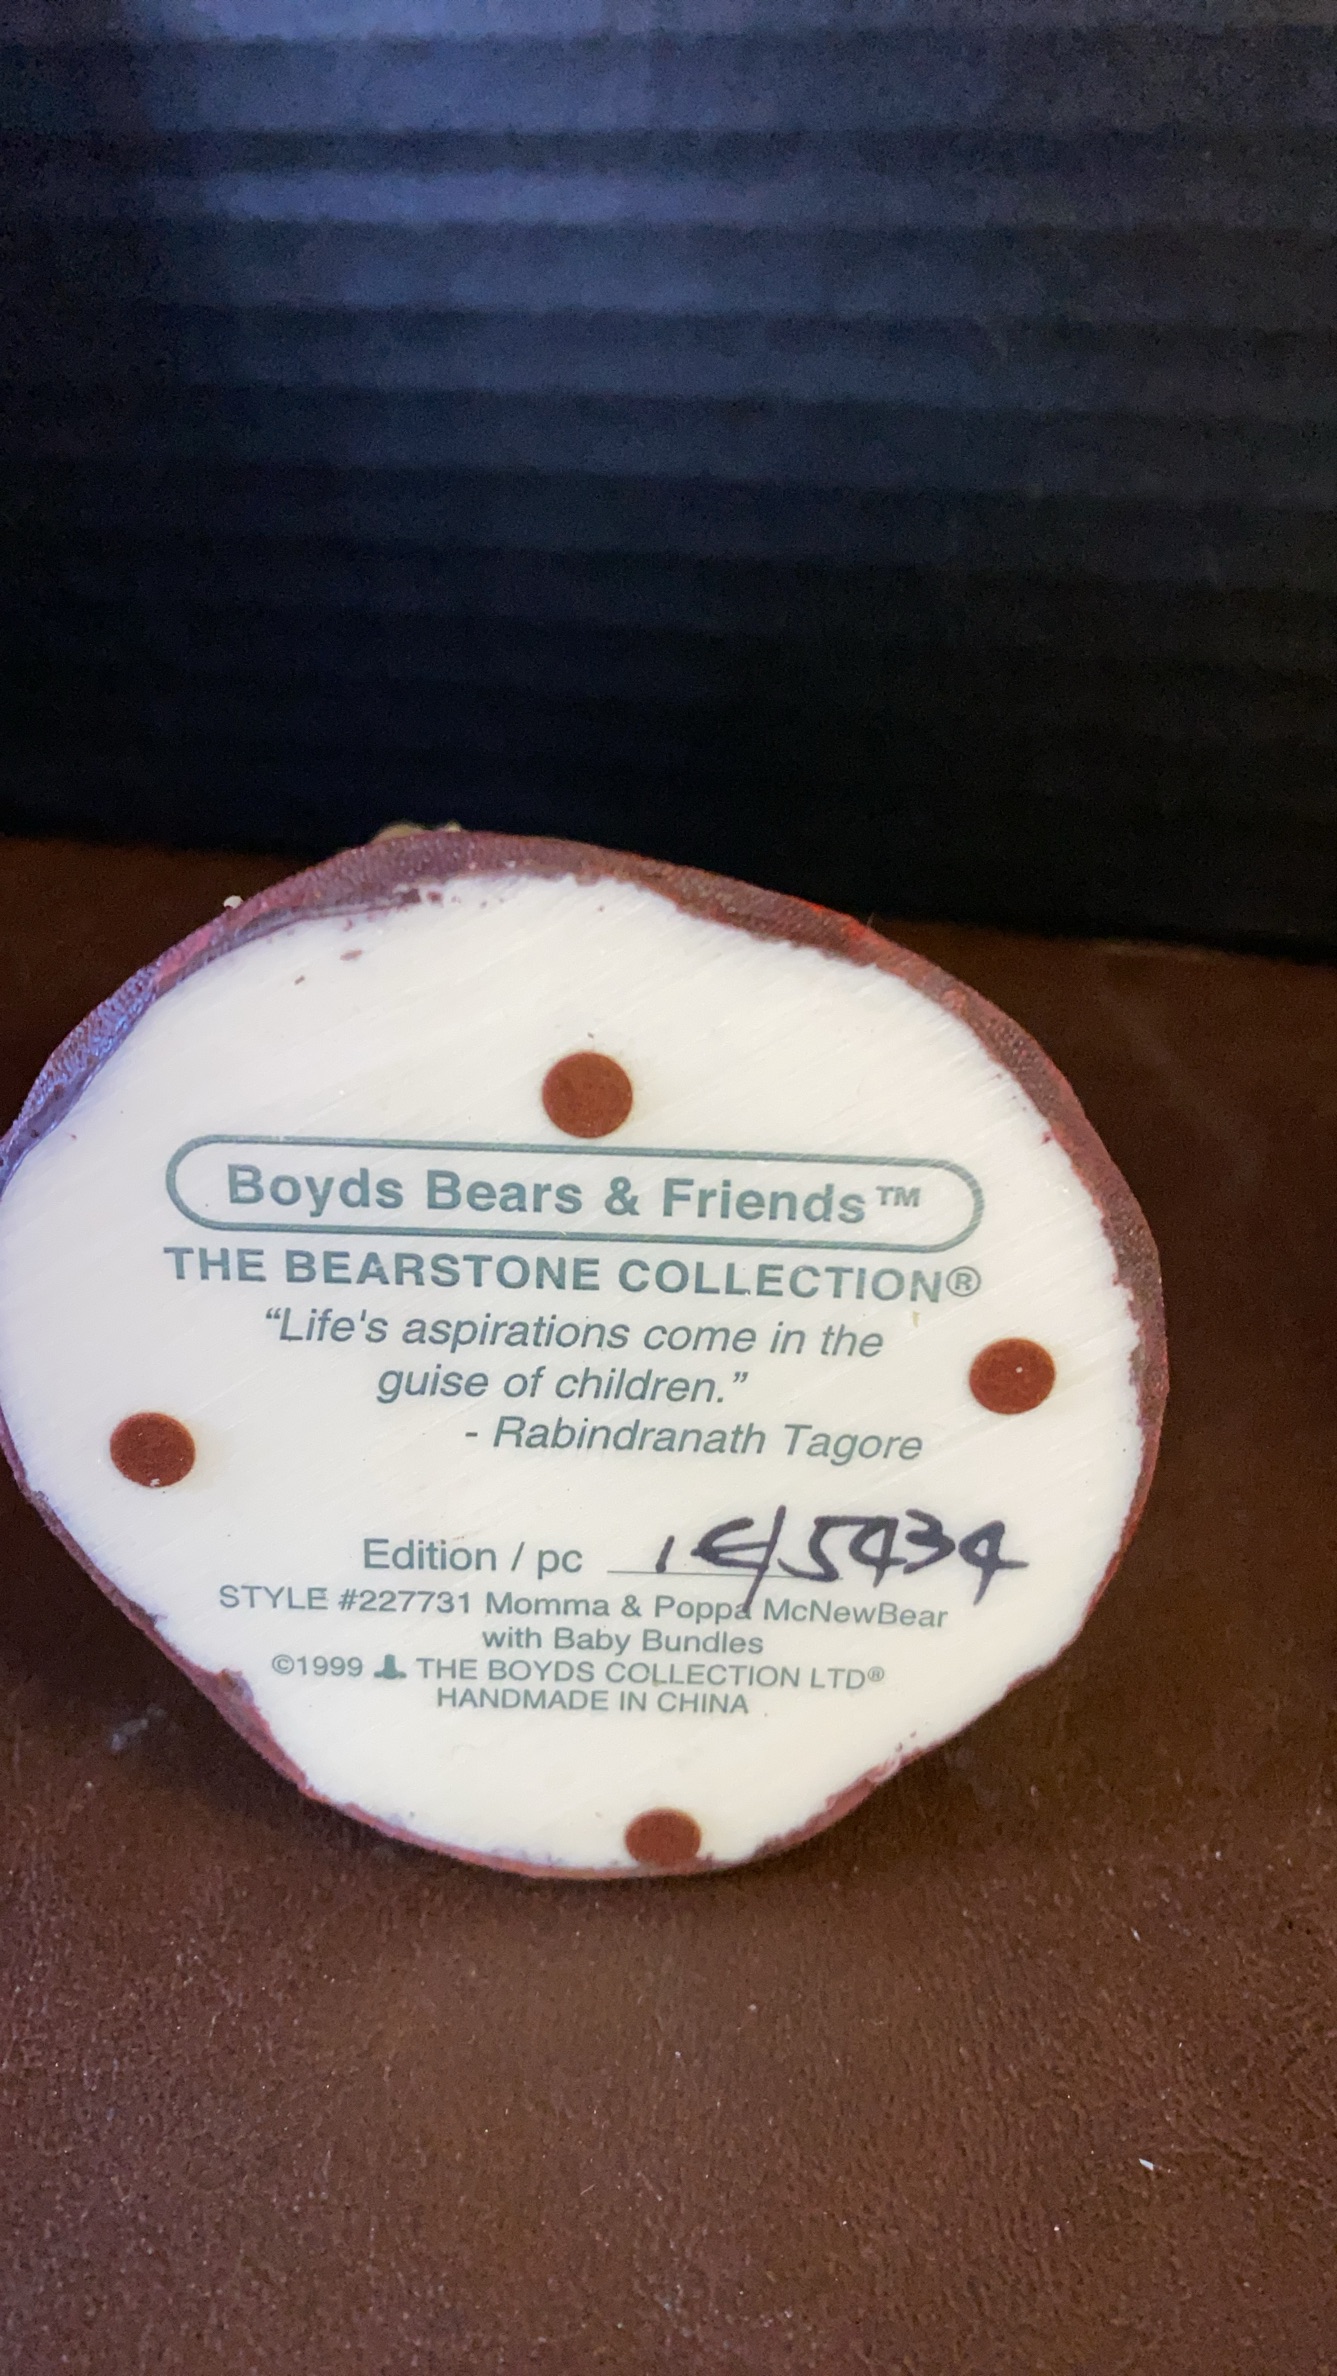 Boyds Bears & Friends™
THE BEARSTONE COLLECTION®
“Life's aspirations come in the
guise of children.”
- Rabindranath Tagore
Edition / pc 1E/5434
STYLE #227731 Momma & Poppa McNewBear
with Baby Bundles
©1999 THE BOYDS COLLECTION LTD®
HANDMADE IN CHINA